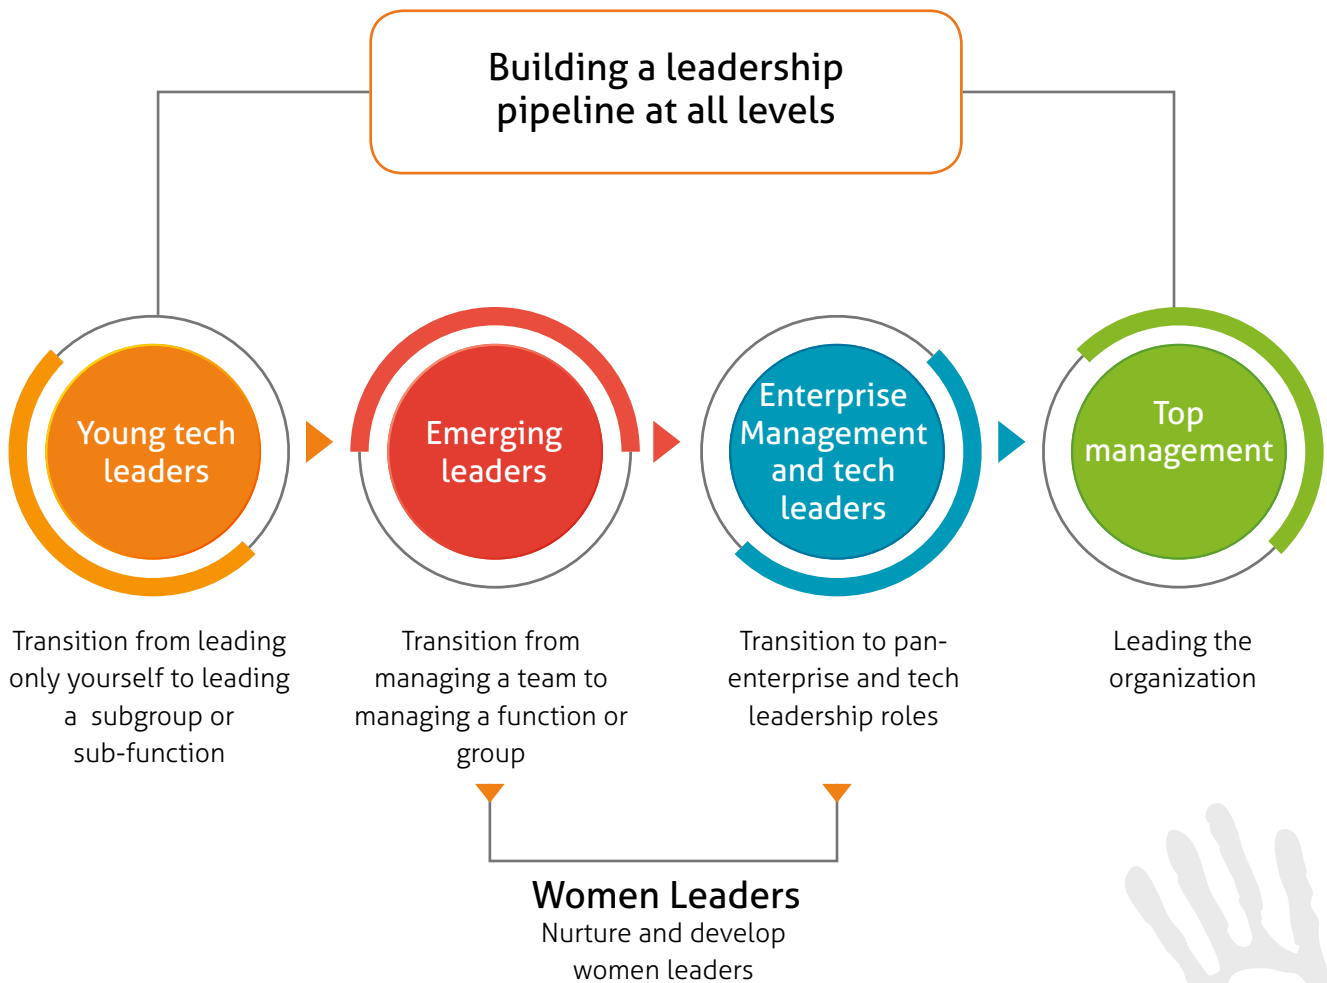 Building a leadership
pipeline at all levels
Young tech
leaders
Emerging
leaders
Enterprise
Management
and tech
leaders
Top
management
Transition from leading
only yourself to leading
a subgroup or
sub-function
Transition from
managing a team to
managing a function or
group
Transition to pan-
enterprise and tech
leadership roles
Leading the
organization
Women Leaders
Nurture and develop
women leaders